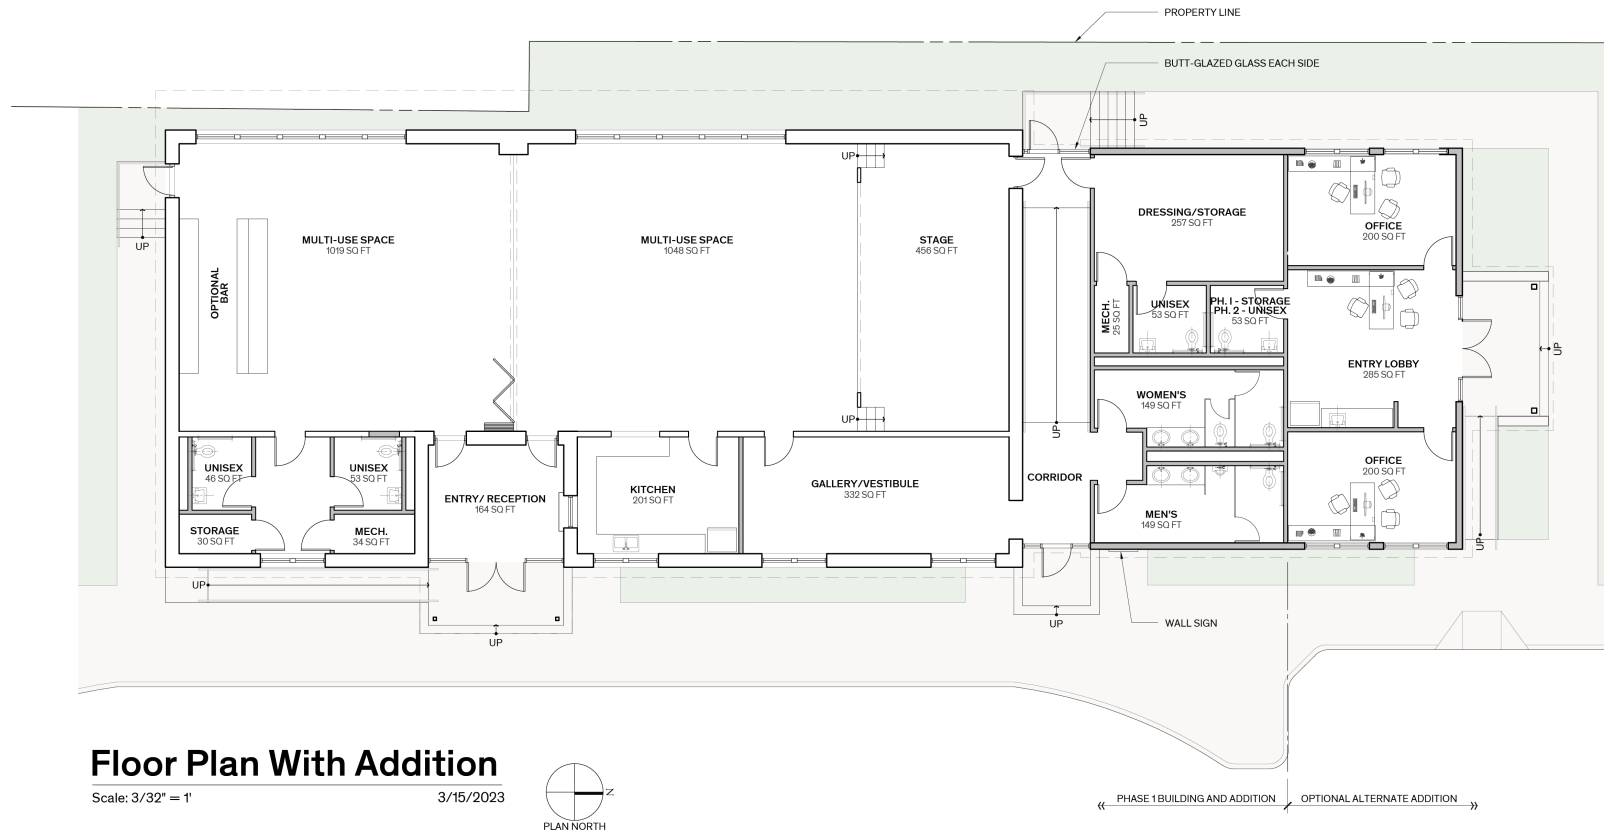 PROPERTY LINE
BUTT-GLAZED GLASS EACH SIDE
UP
UP
UP
MULTI-USE SPACE
1019 SQ FT
OPTIONAL
BAR
MULTI-USE SPACE
1048 SQ FT
STAGE
456 SQ FT
UP
UP
DRESSING/STORAGE
257 SQ FT
OFFICE
200 SQ FT
MECH.
25 SQ FT
UNISEX
53 SQ FT
PH. 1 - STORAGE
PH. 2 - UNISEX
53 SQ FT
ENTRY LOBBY
285 SQ FT
UP
WOMEN'S
149 SQ FT
UNISEX
46 SQ FT
UNISEX
53 SQ FT
STORAGE
30 SQ FT
MECH.
34 SQ FT
ENTRY/ RECEPTION
164 SQ FT
KITCHEN
201 SQ FT
GALLERY/VESTIBULE
332 SQ FT
CORRIDOR
MEN'S
149 SQ FT
OFFICE
200 SQ FT
UP
UP
UP
UP
WALL SIGN
Floor Plan With Addition
Scale: 3/32" = 1'
3/15/2023
N
PLAN NORTH
PHASE 1 BUILDING AND ADDITION
OPTIONAL ALTERNATE ADDITION